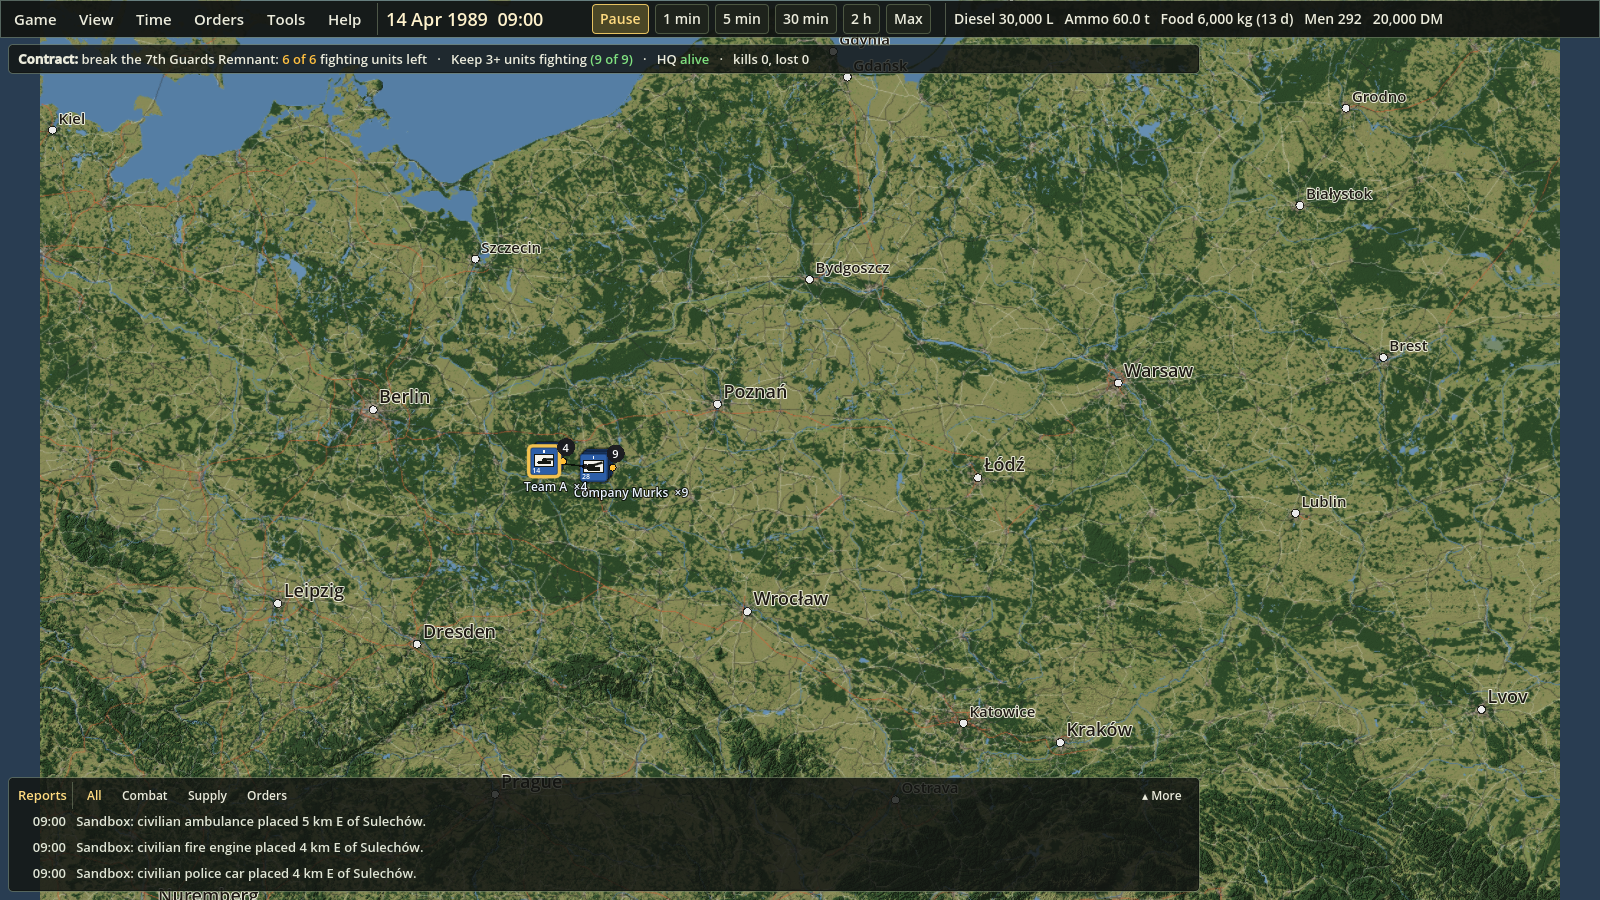 Game View Time Orders Tools Help 14 Apr 1989 09:00 Pause 1 min 5 min 30 min 2 h Max Diesel 30,000 L Ammo 60.0 t Food 6,000 kg (13 d) Men 292 20,000 DM
Contract: break the 7th Guards Remnant: 6 of 6 fighting units left · Keep 3+ units fighting (9 of 9) · HQ alive · kills 0, lost 0
Gdynia
Gdańsk
Grodno
Kiel
Białystok
Szczecin
Bydgoszcz
Brest
Warsaw
Berlin
Poznań
4
9
14
28
Team A ×4
Company Murks ×9
Łódź
Lublin
Leipzig
Wrocław
Dresden
Lvov
Katowice
Kraków
Prague
Ostrava
Reports All Combat Supply Orders ▴ More
09:00 Sandbox: civilian ambulance placed 5 km E of Sulechów.
09:00 Sandbox: civilian fire engine placed 4 km E of Sulechów.
09:00 Sandbox: civilian police car placed 4 km E of Sulechów.
Nuremberg